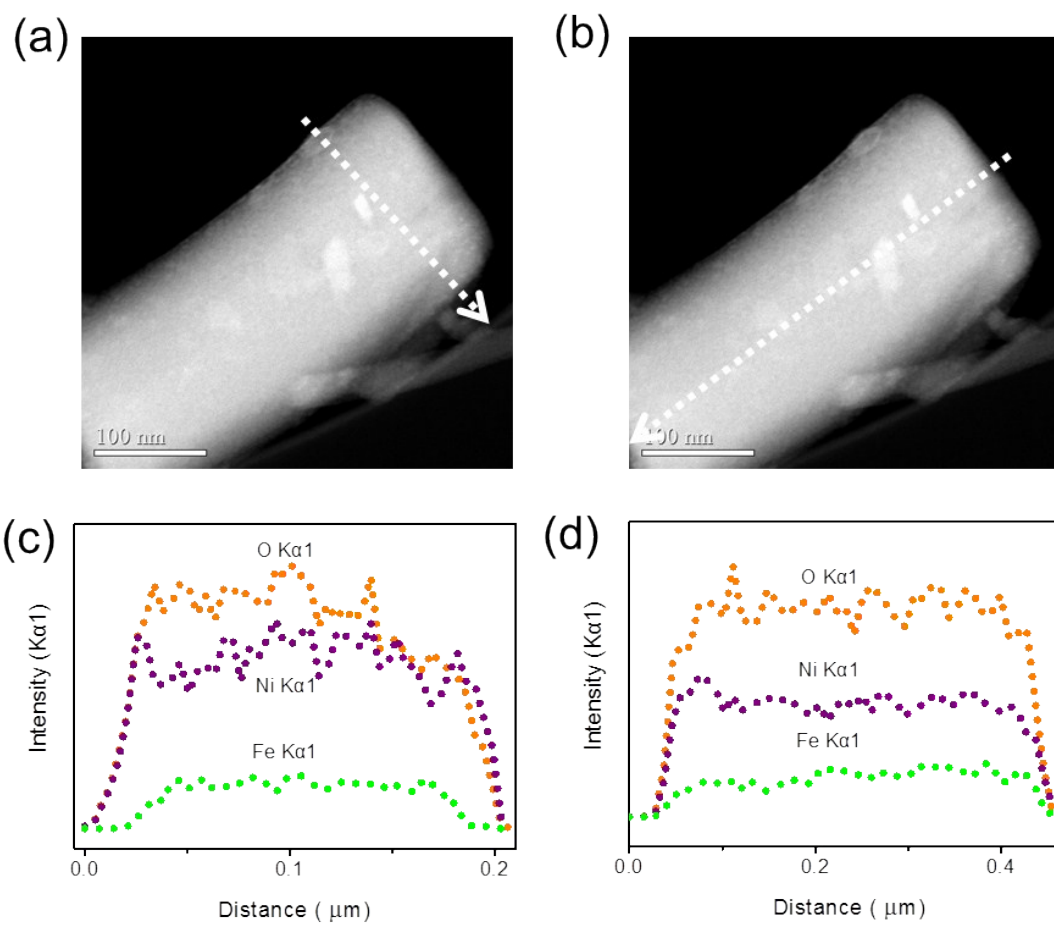 (a)
(b)
100 nm
100 nm
(c)
O Kα1
Ni Kα1
Fe Kα1
Intensity (Kα1)
0.0
0.1
0.2
Distance ( μm)
(d)
O Kα1
Ni Kα1
Fe Kα1
Intensity (Kα1)
0.0
0.2
0.4
Distance ( μm)